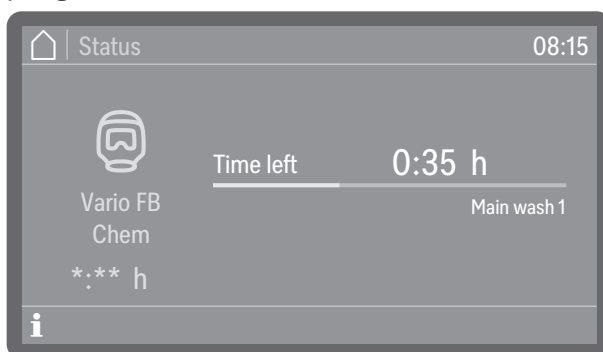 Status
08:15
Time left 0:35 h
Main wash 1
Vario FB
Chem
*:** h
i